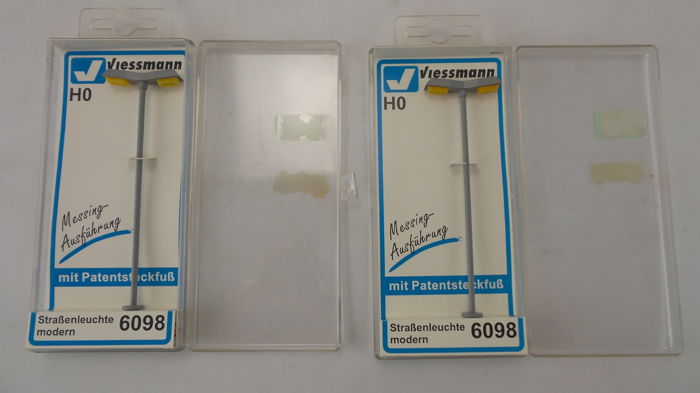 Viessmann
H0
Messing-
Ausführung
mit Patentsteckfuß
Straßenleuchte
modern
6098
Viessmann
H0
Messing-
Ausführung
mit Patentsteckfuß
Straßenleuchte
modern
6098